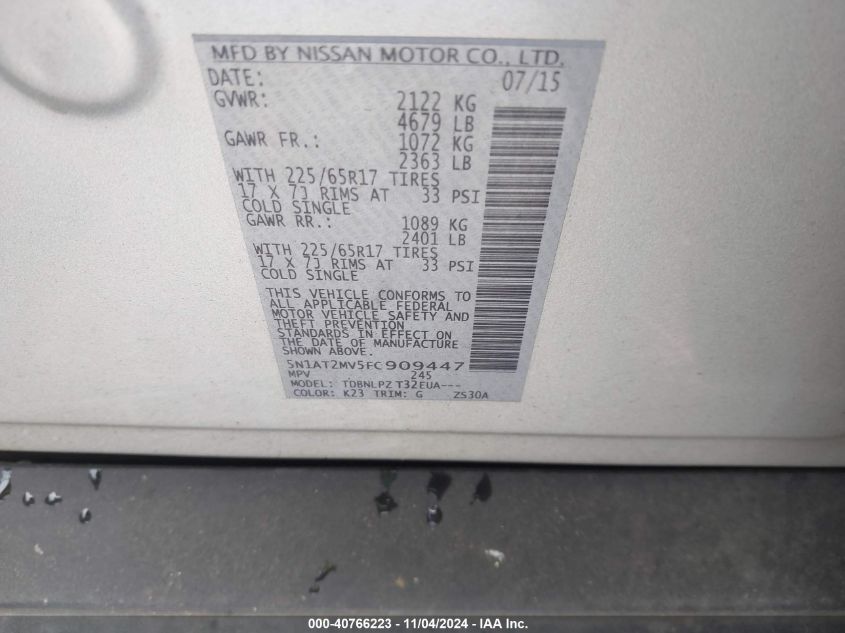 MFD BY NISSAN MOTOR CO., LTD.
DATE: 07/15
GVWR: 2122 KG
4679 LB
GAWR FR.: 1072 KG
2363 LB
WITH 225/65R17 TIRES
17 X 7J RIMS AT 33 PSI
COLD SINGLE
GAWR RR.: 1089 KG
2401 LB
WITH 225/65R17 TIRES
17 X 7J RIMS AT 33 PSI
COLD SINGLE
THIS VEHICLE CONFORMS TO
ALL APPLICABLE FEDERAL
MOTOR VEHICLE SAFETY AND
THEFT PREVENTION
STANDARDS IN EFFECT ON
THE DATE OF MANUFACTURE
SHOWN ABOVE.
5N1AT2MV5FC909447
MPV 245
MODEL: TDBNLPZ T32EUA---
COLOR: K23 TRIM: G ZS30A
000-40766223 - 11/04/2024 - IAA Inc.